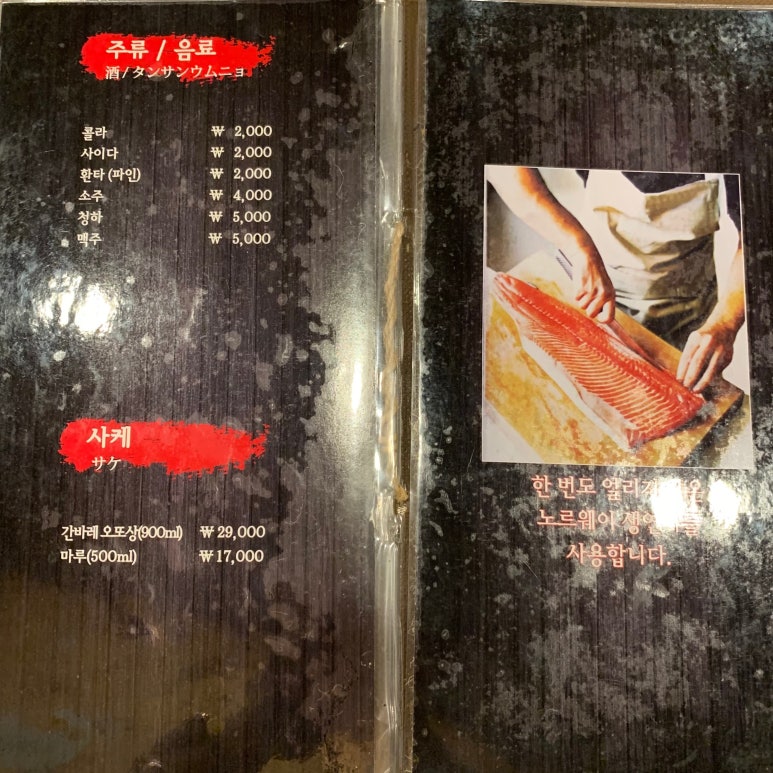 주류 / 음료
酒 / タンサンウムニョ
콜라 ₩ 2,000
사이다 ₩ 2,000
환타 (파인) ₩ 2,000
소주 ₩ 4,000
청하 ₩ 5,000
맥주 ₩ 5,000
사케
サケ
간바레 오또상(900ml) ₩ 29,000
마루(500ml) ₩ 17,000
한 번도 얼리지
노르웨이
사용합니다.